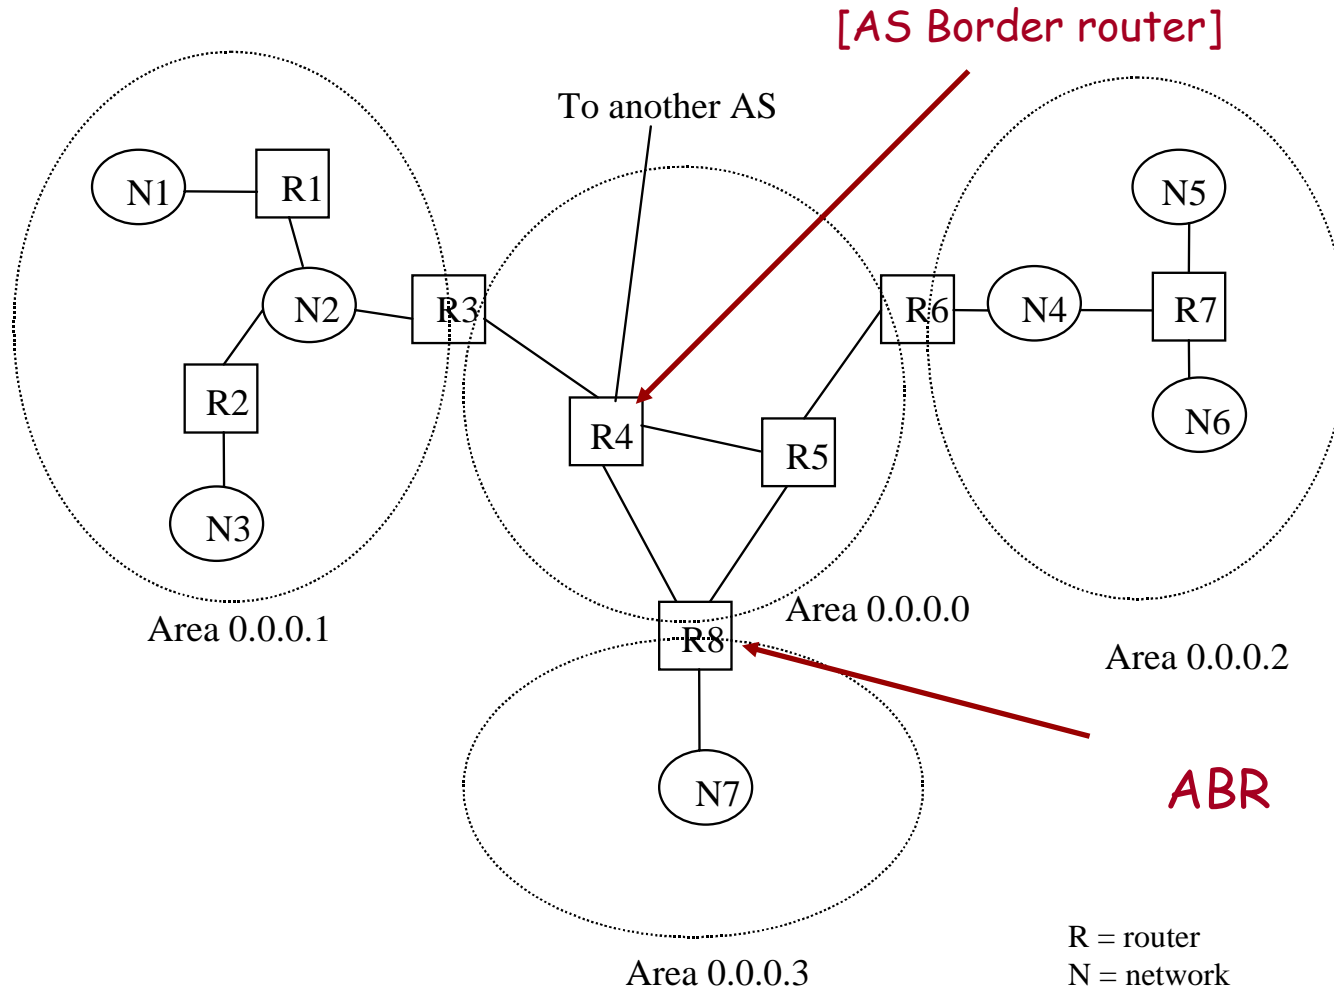 [AS Border router]
To another AS
N1
R1
N5
N2
R3
R6
N4
R7
R2
R4
R5
N6
N3
Area 0.0.0.1
Area 0.0.0.0
R8
Area 0.0.0.2
N7
ABR
R = router
N = network
Area 0.0.0.3